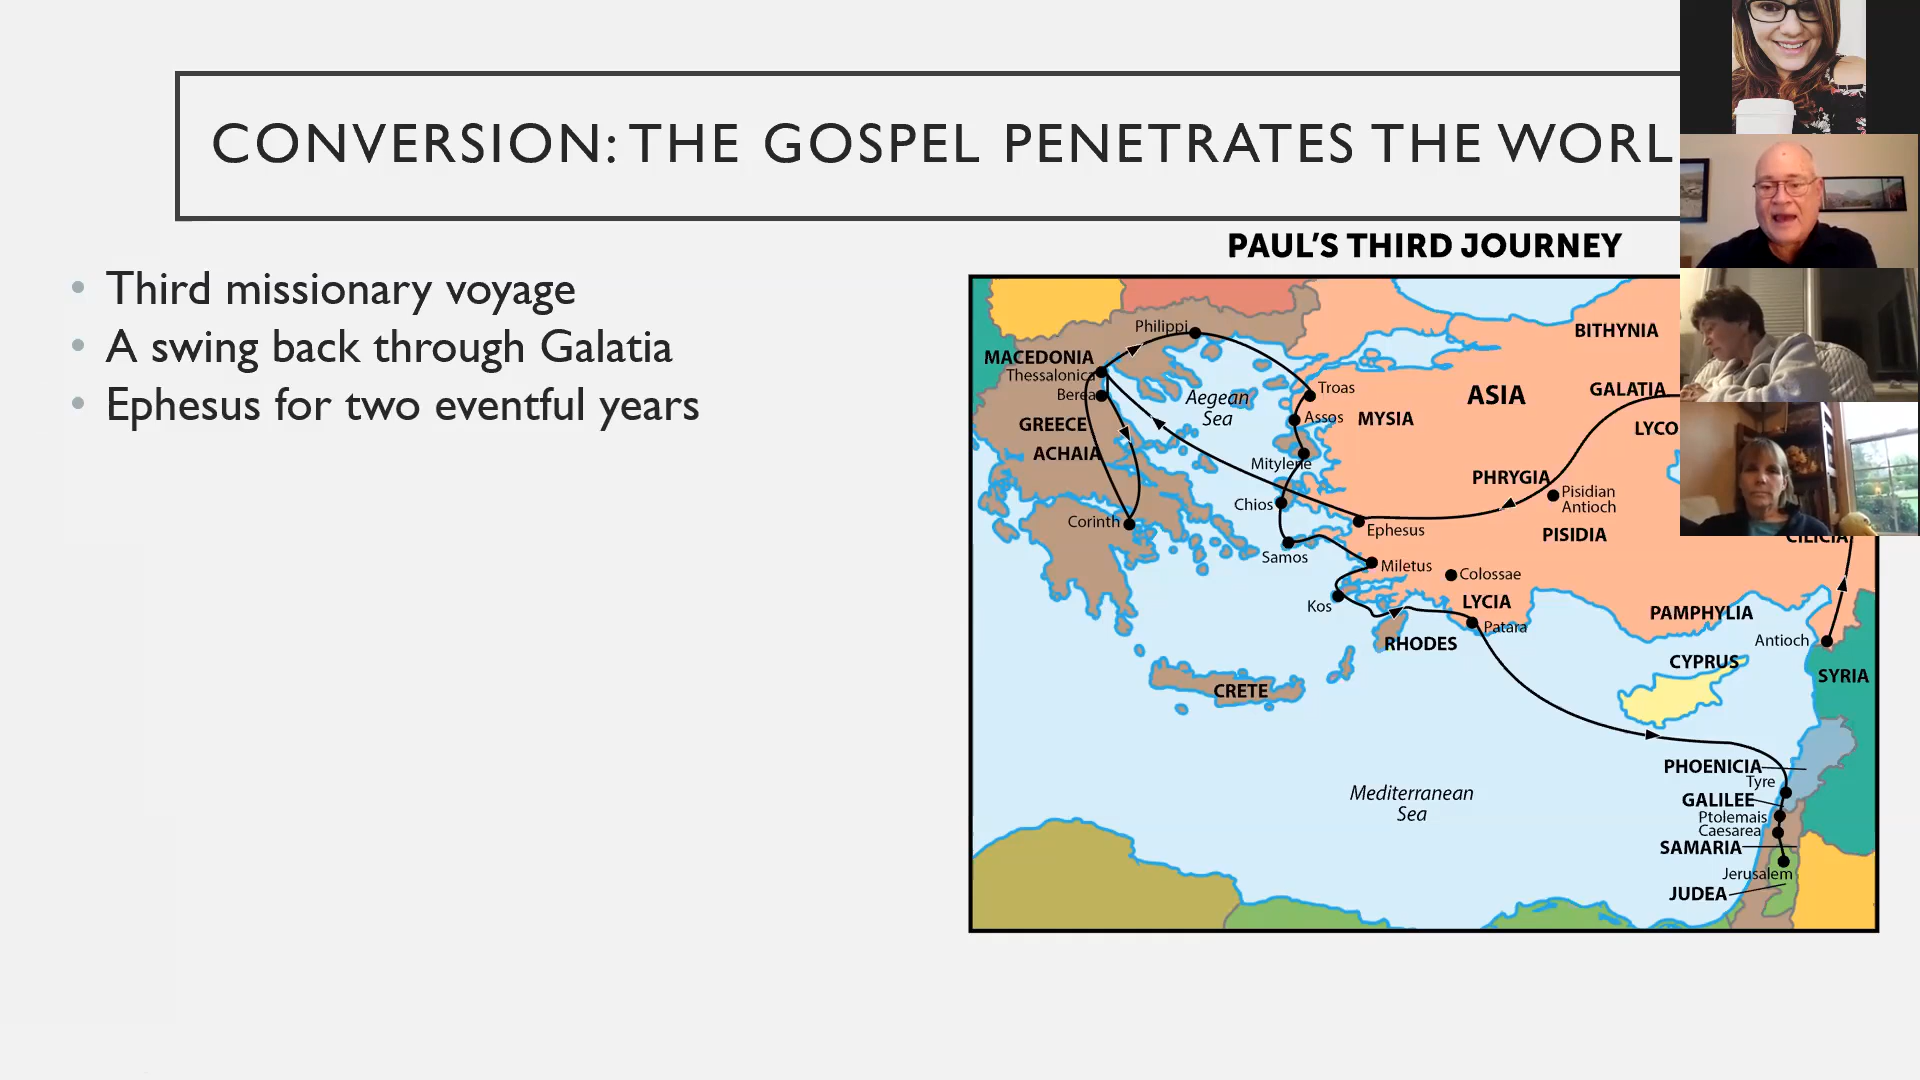 CONVERSION: THE GOSPEL PENETRATES THE WORL
• Third missionary voyage
• A swing back through Galatia
• Ephesus for two eventful years
PAUL'S THIRD JOURNEY
BITHYNIA
Philippi
MACEDONIA
Thessalonica
Berea
GREECE
ACHAIA
Corinth
Aegean
Sea
Troas
Assos
MYSIA
ASIA
GALATIA
LYCO
Mitylene
PHRYGIA
Pisidian
Antioch
Chios
Ephesus
PISIDIA
CILICIA
Samos
Miletus
Colossae
Kos
LYCIA
Patara
PAMPHYLIA
RHODES
Antioch
CYPRUS
SYRIA
CRETE
Mediterranean
Sea
PHOENICIA
Tyre
GALILEE
Ptolemais
Caesarea
SAMARIA
Jerusalem
JUDEA